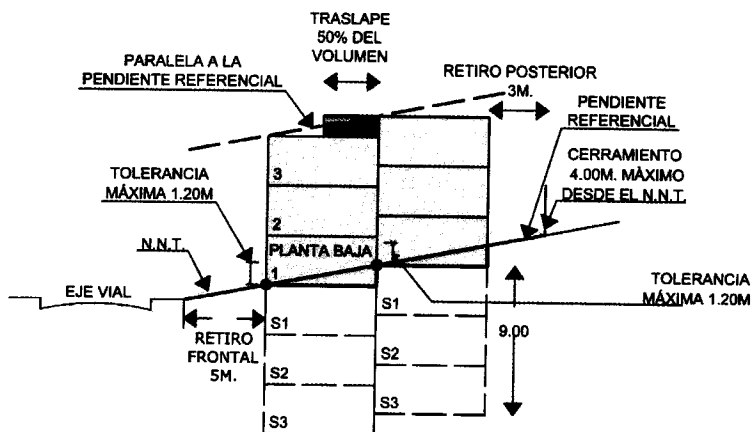 TRASLAPE
50% DEL
VOLUMEN
PARALELA A LA
PENDIENTE REFERENCIAL
RETIRO POSTERIOR
3M.
PENDIENTE
REFERENCIAL
TOLERANCIA
MÁXIMA 1.20M
CERRAMIENTO
4.00M. MÀXIMO
DESDE EL N.N.T.
3
2
N.N.T.
PLANTA BAJA
1
EJE VIAL
TOLERANCIA
MÁXIMA 1.20M
S1
S1
RETIRO
FRONTAL
5M.
9.00
S2
S2
S3
S3